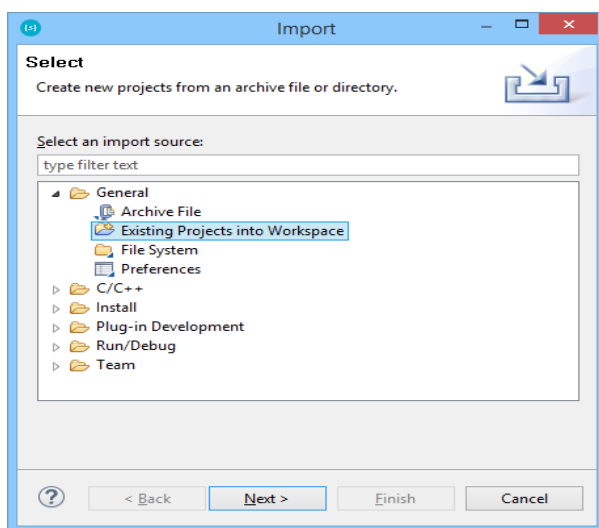 Import
Select
Create new projects from an archive file or directory.
Select an import source:
type filter text
General
Archive File
Existing Projects into Workspace
File System
Preferences
C/C++
Install
Plug-in Development
Run/Debug
Team
< Back Next > Finish Cancel